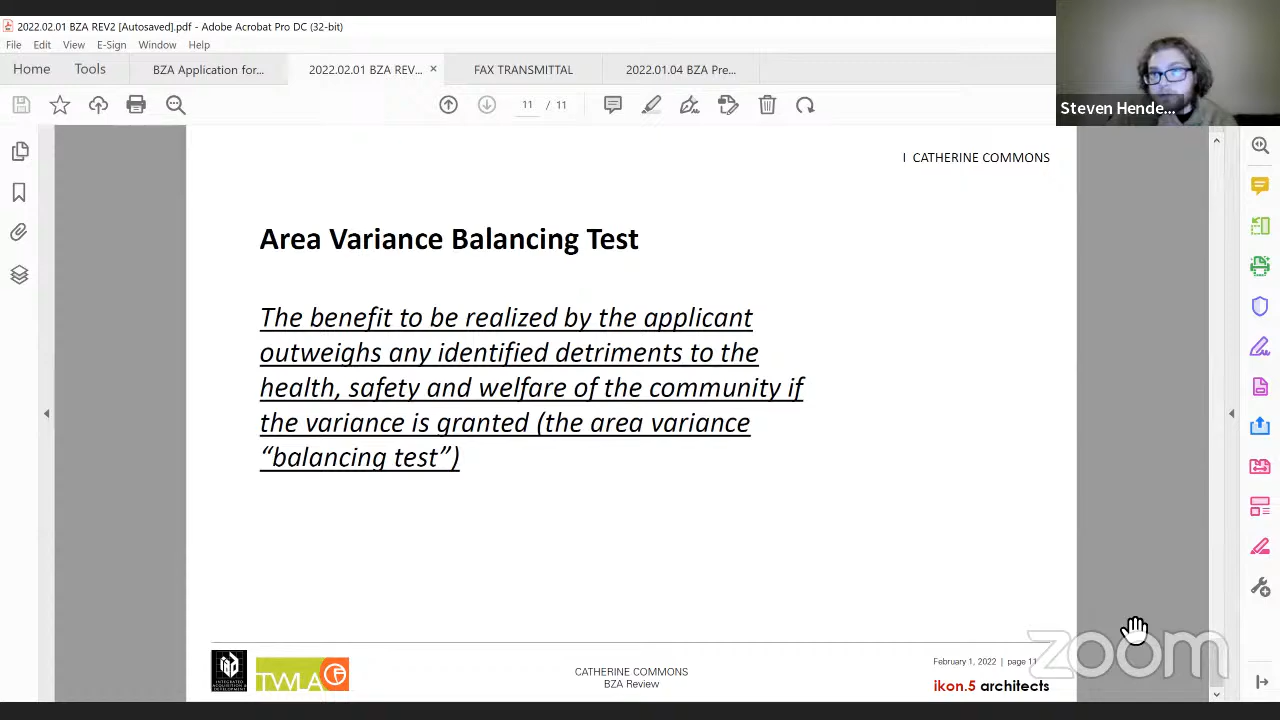 2022.02.01 BZA REV2 [Autosaved].pdf - Adobe Acrobat Pro DC (32-bit)
File Edit View E-Sign Window Help
Home Tools BZA Application for... 2022.02.01 BZA REV... × FAX TRANSMITTAL 2022.01.04 BZA Pre...
11 / 11
Steven Hende...
I CATHERINE COMMONS
Area Variance Balancing Test
The benefit to be realized by the applicant
outweighs any identified detriments to the
health, safety and welfare of the community if
the variance is granted (the area variance
“balancing test”)
INTEGRATED
ACQUISITION &
DEVELOPMENT
TWLA
CATHERINE COMMONS
BZA Review
February 1, 2022 | page 11
ikon.5 architects
zoom